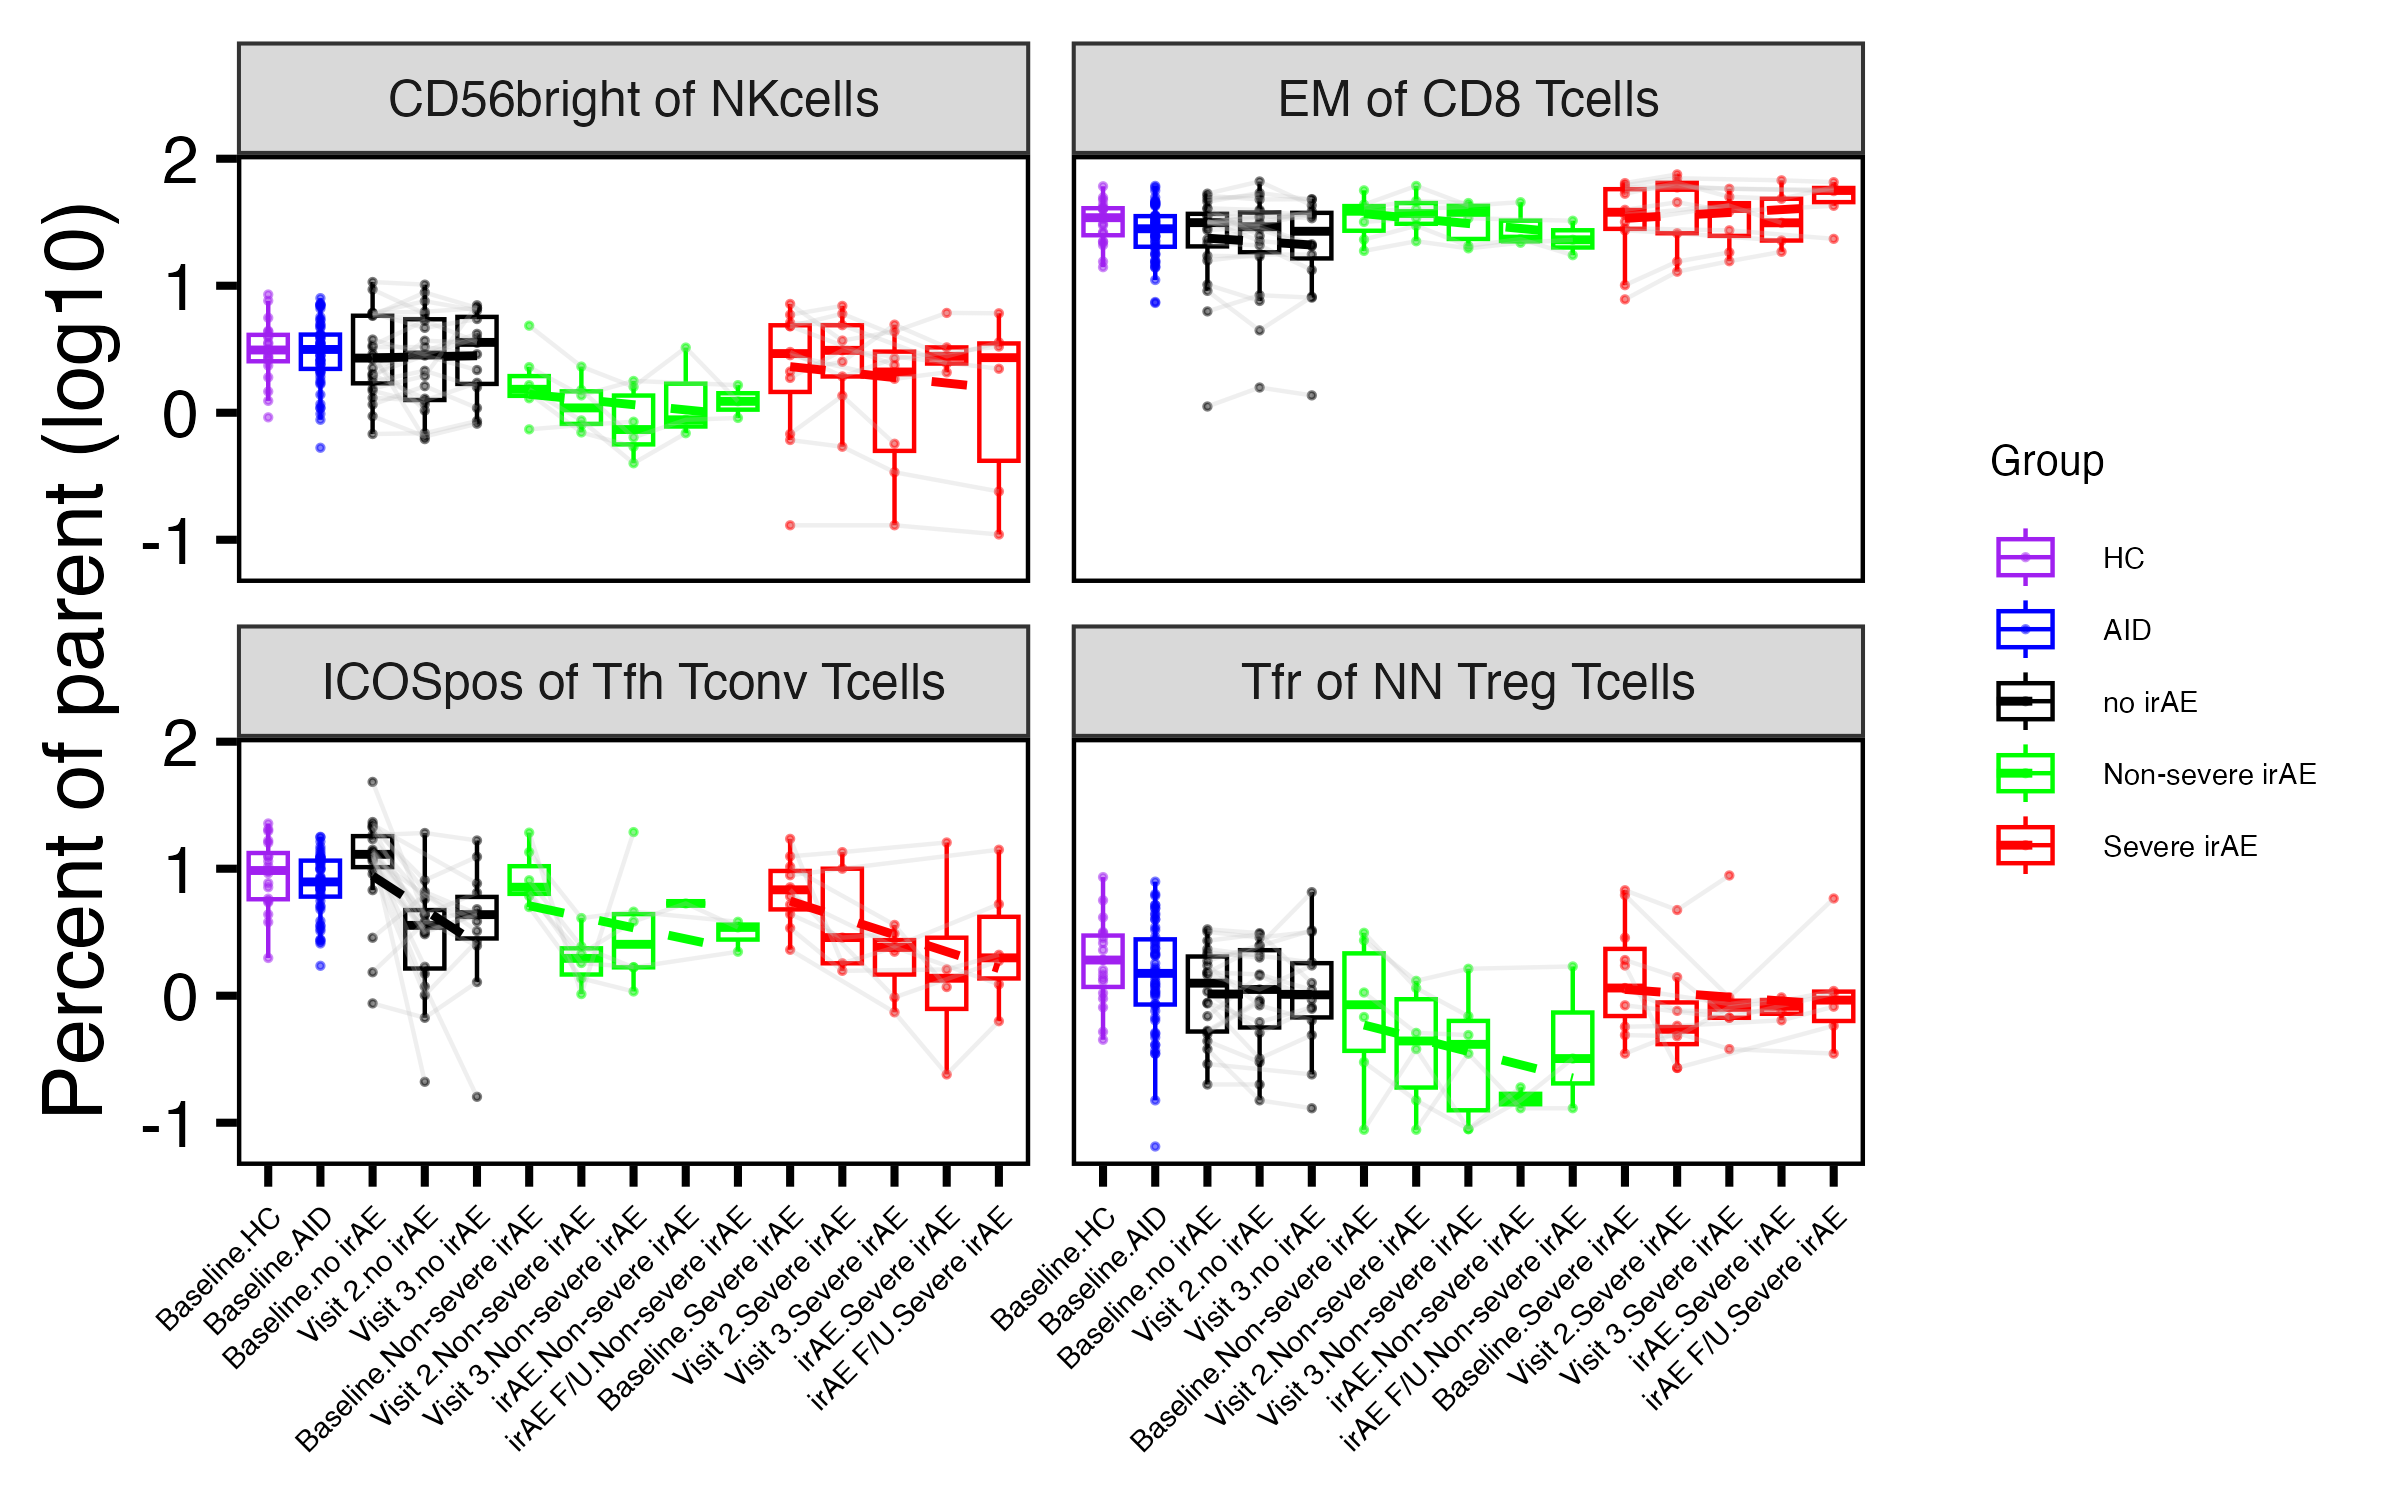 CD56bright of NKcells
EM of CD8 Tcells
2
1
0
-1
Percent of parent (log10)
ICOSpos of Tfh Tconv Tcells
Tfr of NN Treg Tcells
2
1
0
-1
Baseline.HC
Baseline.AID
Baseline.no irAE
Visit 2.no irAE
Visit 3.no irAE
Baseline.Non-severe irAE
Visit 2.Non-severe irAE
Visit 3.Non-severe irAE
irAE.Non-severe irAE
irAE F/U.Non-severe irAE
Baseline.Severe irAE
Visit 2.Severe irAE
Visit 3.Severe irAE
irAE.Severe irAE
irAE F/U.Severe irAE
Baseline.HC
Baseline.AID
Baseline.no irAE
Visit 2.no irAE
Visit 3.no irAE
Baseline.Non-severe irAE
Visit 2.Non-severe irAE
Visit 3.Non-severe irAE
irAE.Non-severe irAE
irAE F/U.Non-severe irAE
Baseline.Severe irAE
Visit 2.Severe irAE
Visit 3.Severe irAE
irAE.Severe irAE
irAE F/U.Severe irAE
Group
HC
AID
no irAE
Non-severe irAE
Severe irAE